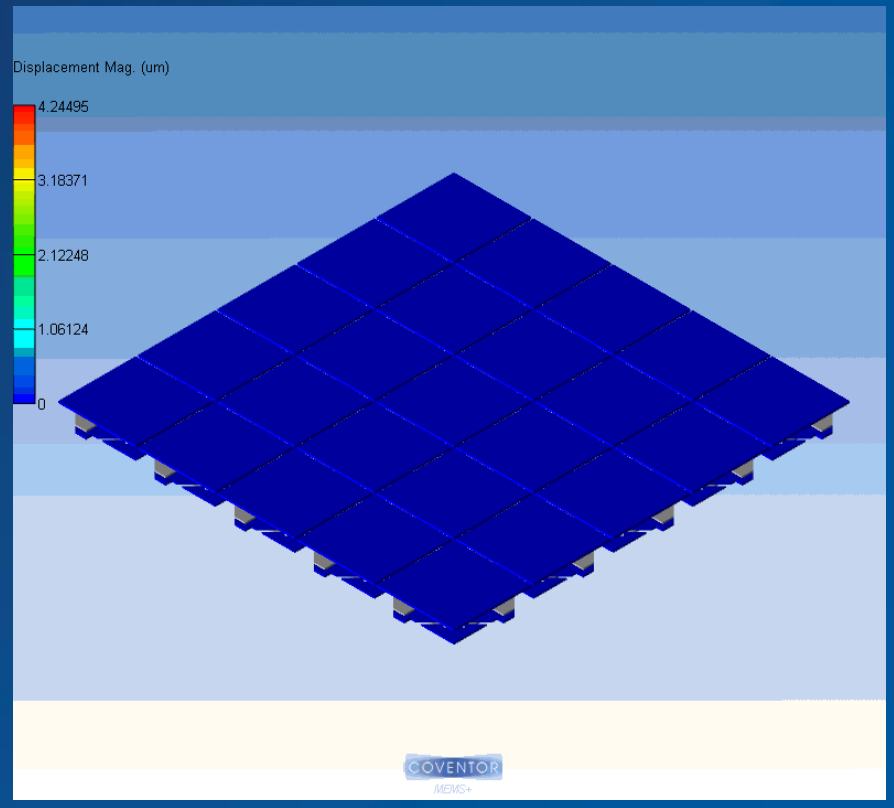 Displacement Mag. (um)
4.24495
3.18371
2.12248
1.06124
0
COVENTOR
MEMS+